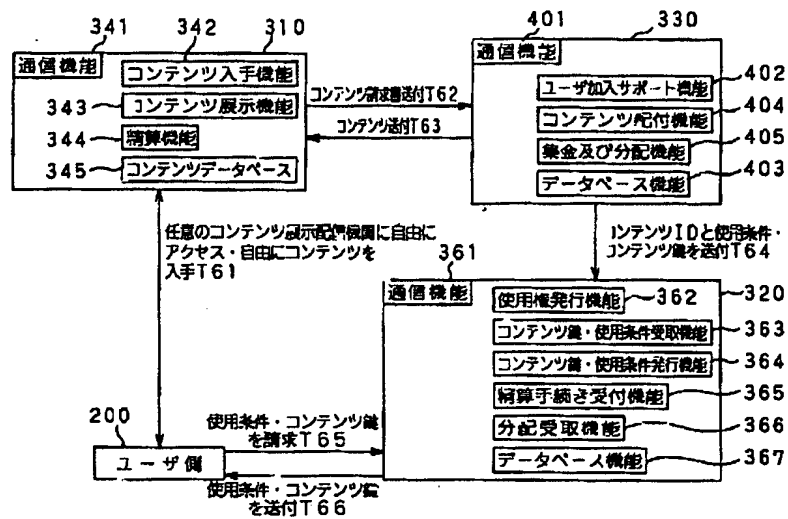 341
342
310
通信機能
コンテンツ入手機能
343
コンテンツ展示機能
344
精算機能
345
コンテンツデータベース
コンテンツ請求書送付T62
コンテンツ送付T63
401
330
通信機能
ユーザ加入サポート機能
402
コンテンツ配付機能
404
集金及び分配機能
405
データベース機能
403
任意のコンテンツ展示配信機関に自由に
アクセス・自由にコンテンツを
入手T61
コンテンツIDと使用条件・
コンテンツ鍵を送付T64
361
320
通信機能
使用権発行機能
362
コンテンツ鍵・使用条件受取機能
363
コンテンツ鍵・使用条件発行機能
364
精算手続き受付機能
365
分配受取機能
366
データベース機能
367
200
ユーザ側
使用条件・コンテンツ鍵
を請求T65
使用条件・コンテンツ鍵
を送付T66